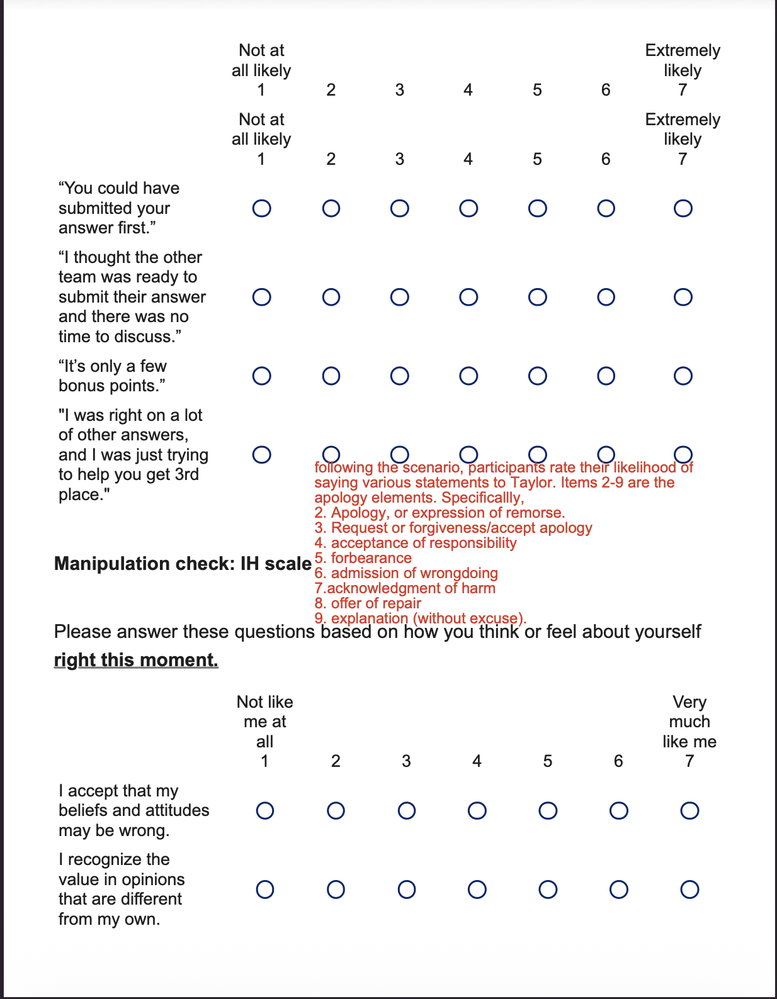 Not at Extremely
all likely likely
1 2 3 4 5 6 7
Not at Extremely
all likely likely
1 2 3 4 5 6 7
“You could have
submitted your
answer first.”
“I thought the other
team was ready to
submit their answer
and there was no
time to discuss.”
“It’s only a few
bonus points.”
"I was right on a lot
of other answers,
and I was just trying
to help you get 3rd
place."
following the scenario, participants rate their likelihood of
saying various statements to Taylor. Items 2-9 are the
apology elements. Specificallly,
2. Apology, or expression of remorse.
3. Request or forgiveness/accept apology
4. acceptance of responsibility
5. forbearance
6. admission of wrongdoing
7.acknowledgment of harm
8. offer of repair
9. explanation (without excuse).
Manipulation check: IH scale
Please answer these questions based on how you think or feel about yourself
right this moment.
Not like Very
me at much
all like me
1 2 3 4 5 6 7
I accept that my
beliefs and attitudes
may be wrong.
I recognize the
value in opinions
that are different
from my own.